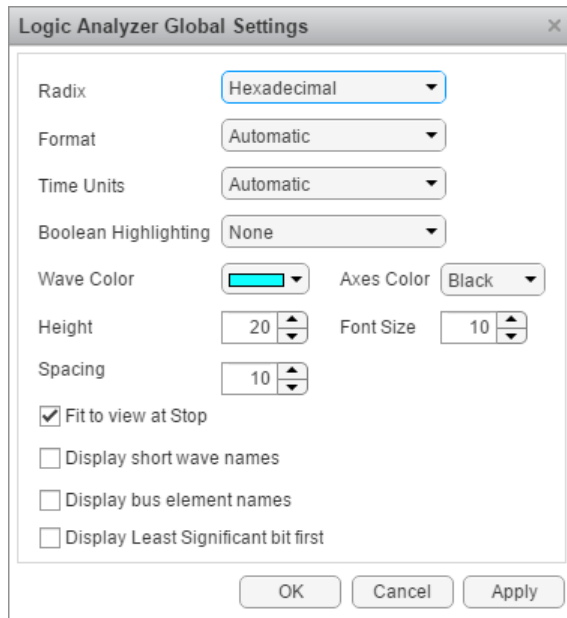 Logic Analyzer Global Settings
Radix Hexadecimal
Format Automatic
Time Units Automatic
Boolean Highlighting None
Wave Color Axes Color Black
Height 20 Font Size 10
Spacing 10
Fit to view at Stop
Display short wave names
Display bus element names
Display Least Significant bit first
OK Cancel Apply